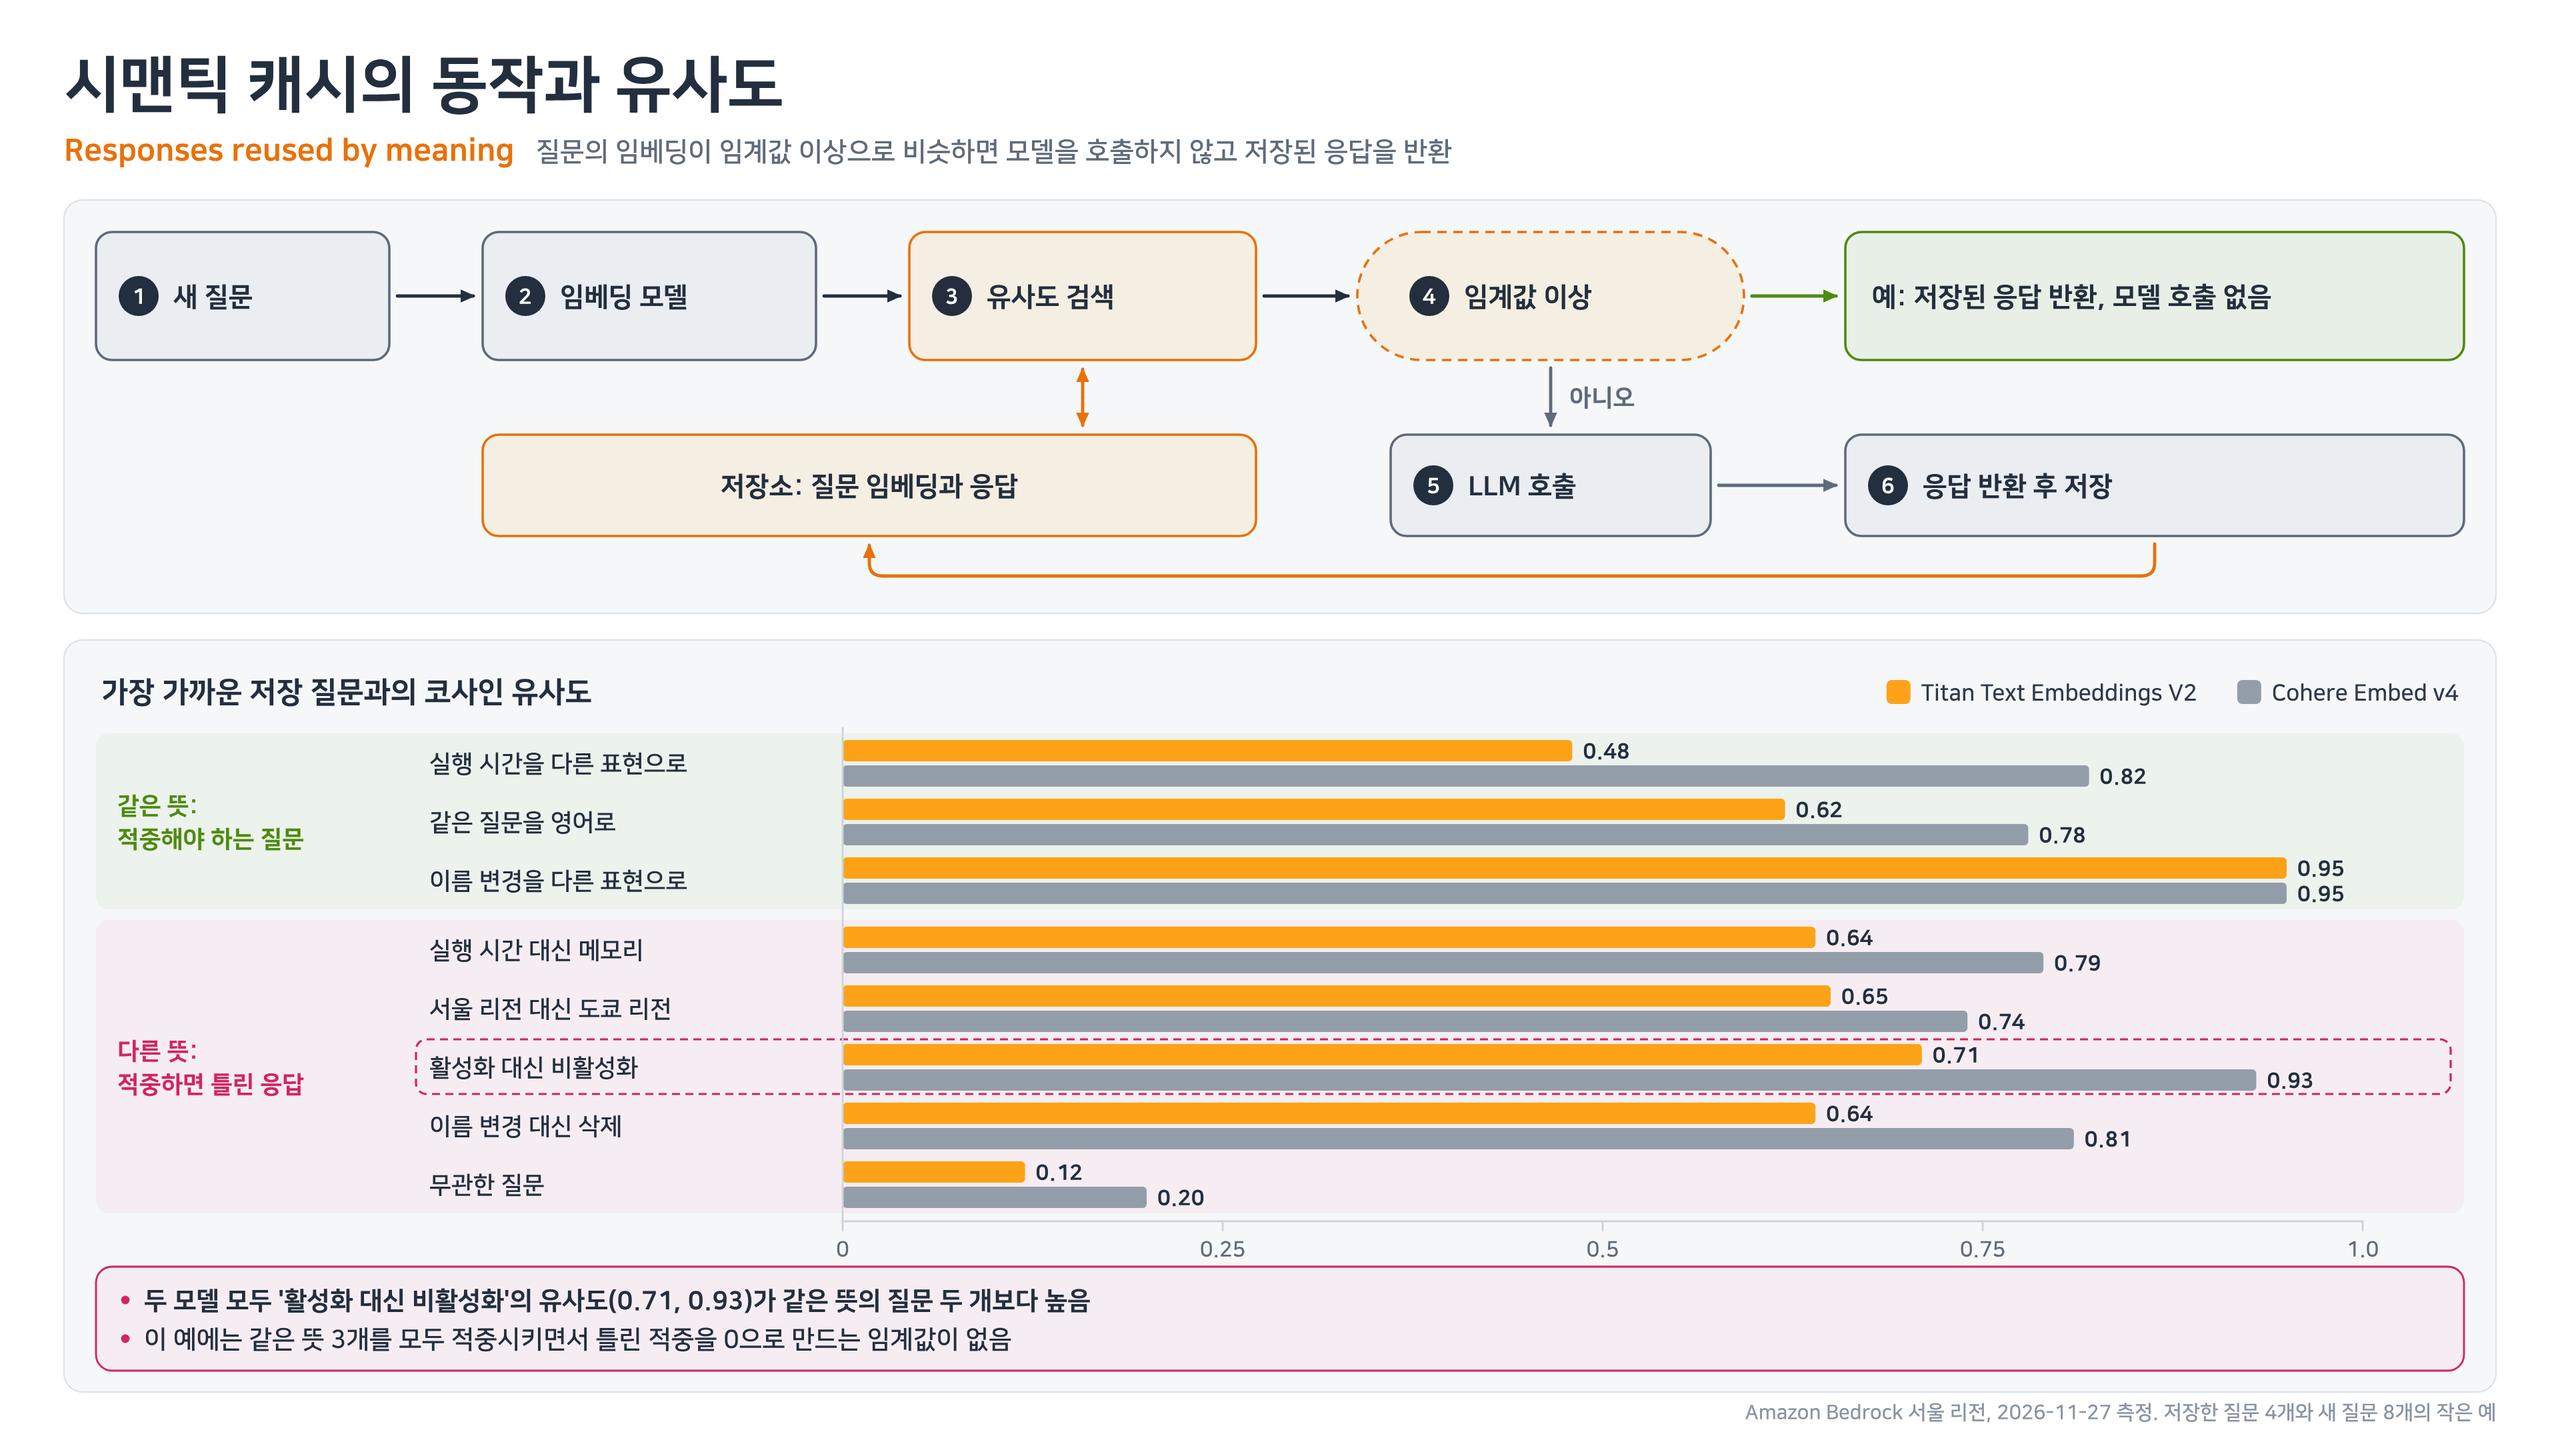 시맨틱 캐시의 동작과 유사도
Responses reused by meaning 질문의 임베딩이 임계값 이상으로 비슷하면 모델을 호출하지 않고 저장된 응답을 반환
1 새 질문
2 임베딩 모델
3 유사도 검색
4 임계값 이상
예: 저장된 응답 반환, 모델 호출 없음
아니오
저장소: 질문 임베딩과 응답
5 LLM 호출
6 응답 반환 후 저장
가장 가까운 저장 질문과의 코사인 유사도
Titan Text Embeddings V2
Cohere Embed v4
같은 뜻:
적중해야 하는 질문
실행 시간을 다른 표현으로
0.48
0.82
같은 질문을 영어로
0.62
0.78
이름 변경을 다른 표현으로
0.95
0.95
다른 뜻:
적중하면 틀린 응답
실행 시간 대신 메모리
0.64
0.79
서울 리전 대신 도쿄 리전
0.65
0.74
활성화 대신 비활성화
0.71
0.93
이름 변경 대신 삭제
0.64
0.81
무관한 질문
0.12
0.20
0 0.25 0.5 0.75 1.0
• 두 모델 모두 '활성화 대신 비활성화'의 유사도(0.71, 0.93)가 같은 뜻의 질문 두 개보다 높음
• 이 예에는 같은 뜻 3개를 모두 적중시키면서 틀린 적중을 0으로 만드는 임계값이 없음
Amazon Bedrock 서울 리전, 2026-11-27 측정. 저장한 질문 4개와 새 질문 8개의 작은 예